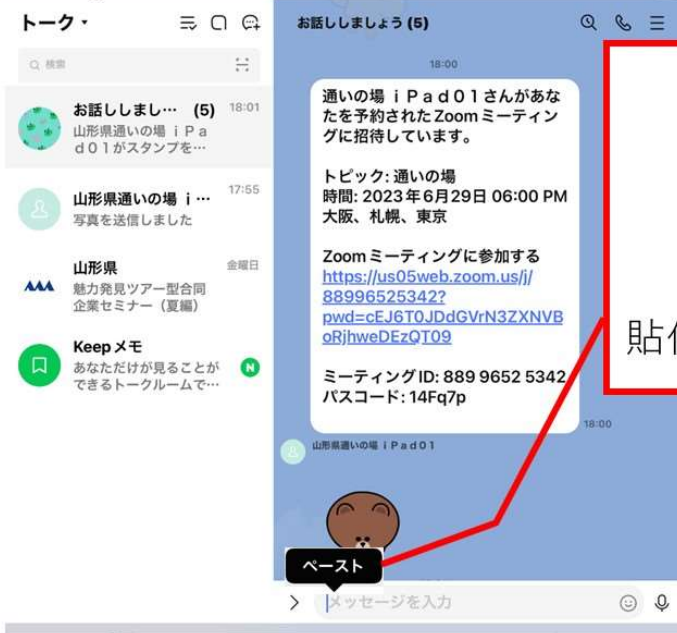 トーク
検索
お話ししまし… (5) 18:01
山形県通いの場 ｉＰａ
ｄ０１がスタンプを…
山形県通いの場 ｉ… 17:55
写真を送信しました
山形県 金曜日
魅力発見ツアー型合同
企業セミナー（夏編）
Keepメモ
あなただけが見ることが
できるトークルームで…
N
お話ししましょう (5)
18:00
通いの場 ｉＰａｄ０１さんがあな
たを予約されたZoomミーティン
グに招待しています。
トピック: 通いの場
時間: 2023年6月29日 06:00 PM
大阪、札幌、東京
Zoomミーティングに参加する
https://us05web.zoom.us/j/
88996525342?
pwd=cEJ6T0JDdGVrN3ZXNVB
oRjhweDEzQT09
ミーティングID: 889 9652 5342
パスコード: 14Fq7p
18:00
山形県通いの場 ｉＰａｄ０１
ペースト
メッセージを入力
貼